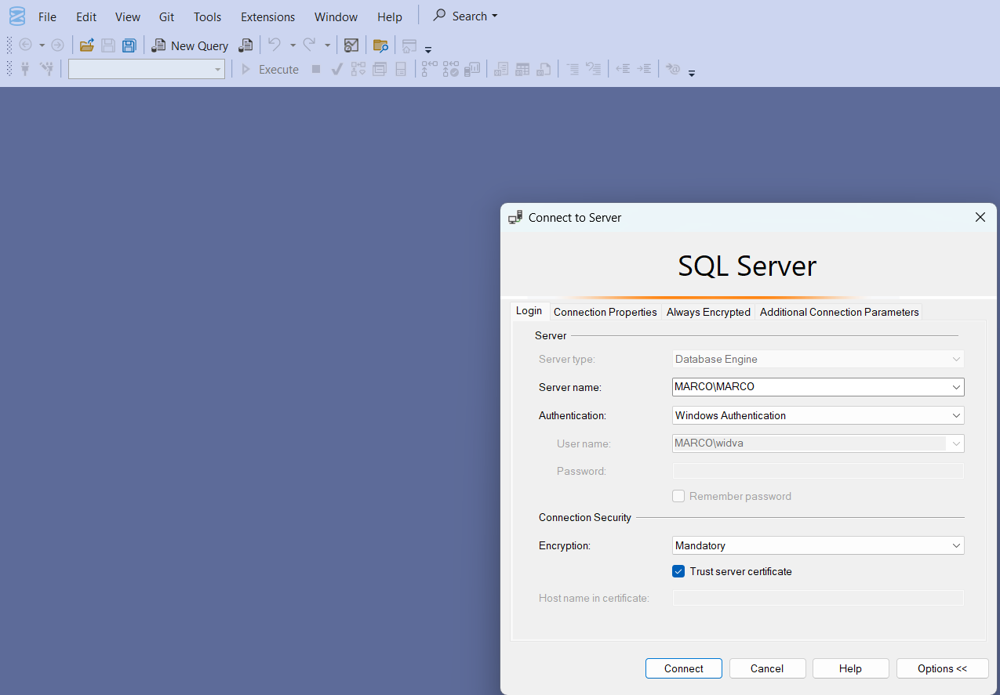 File Edit View Git Tools Extensions Window Help Search
New Query
Execute
Connect to Server
SQL Server
Login Connection Properties Always Encrypted Additional Connection Parameters
Server
Server type: Database Engine
Server name: MARCO\MARCO
Authentication: Windows Authentication
User name: MARCO\widva
Password:
Remember password
Connection Security
Encryption: Mandatory
Trust server certificate
Host name in certificate:
Connect Cancel Help Options <<